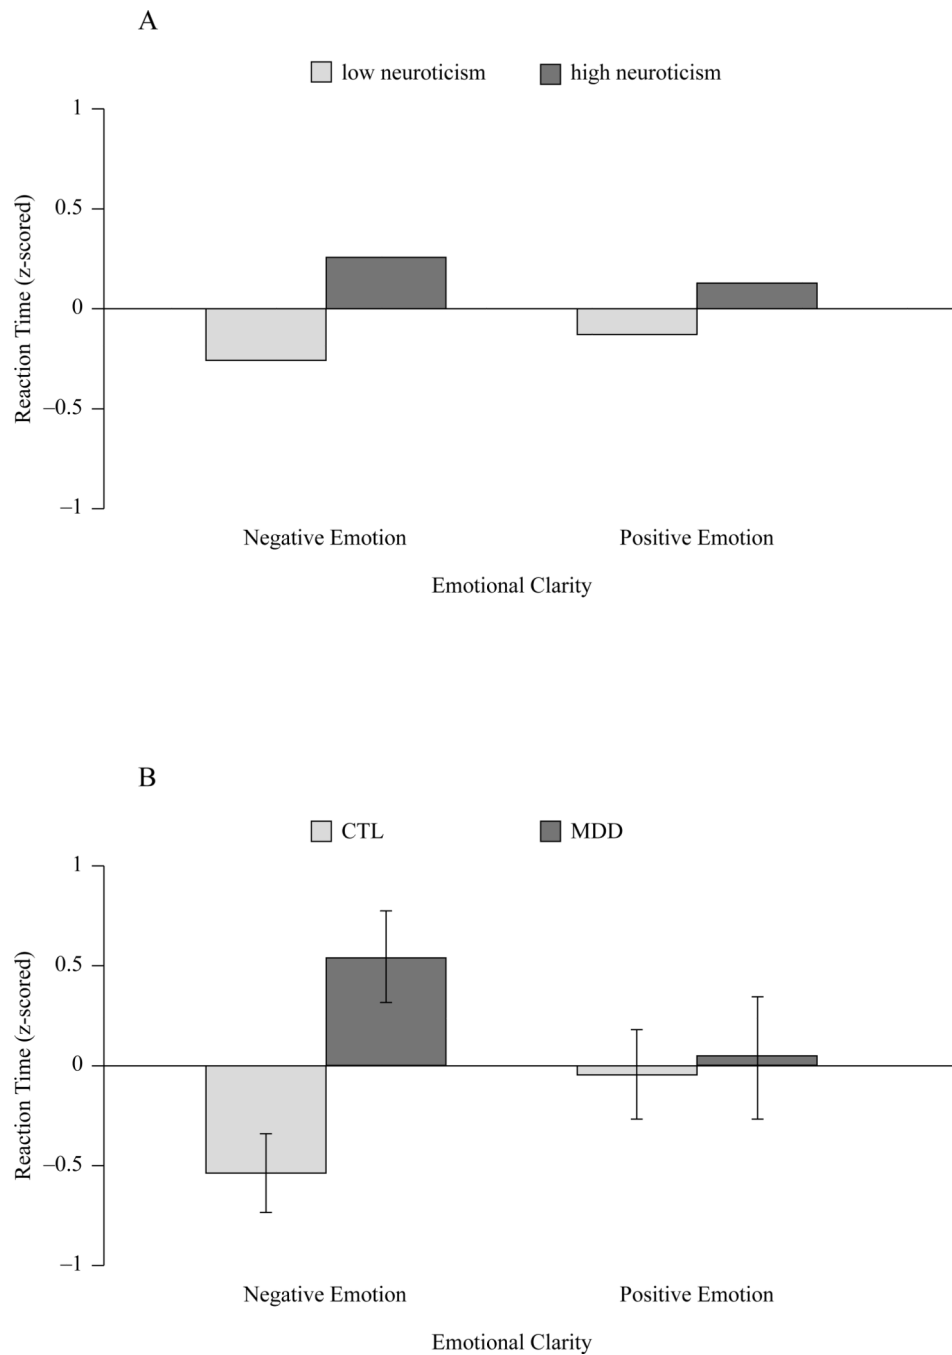 A
low neuroticism
high neuroticism
Reaction Time (z-scored)
1
0.5
0
–0.5
–1
Negative Emotion
Positive Emotion
Emotional Clarity
B
CTL
MDD
Reaction Time (z-scored)
1
0.5
0
–0.5
–1
Negative Emotion
Positive Emotion
Emotional Clarity